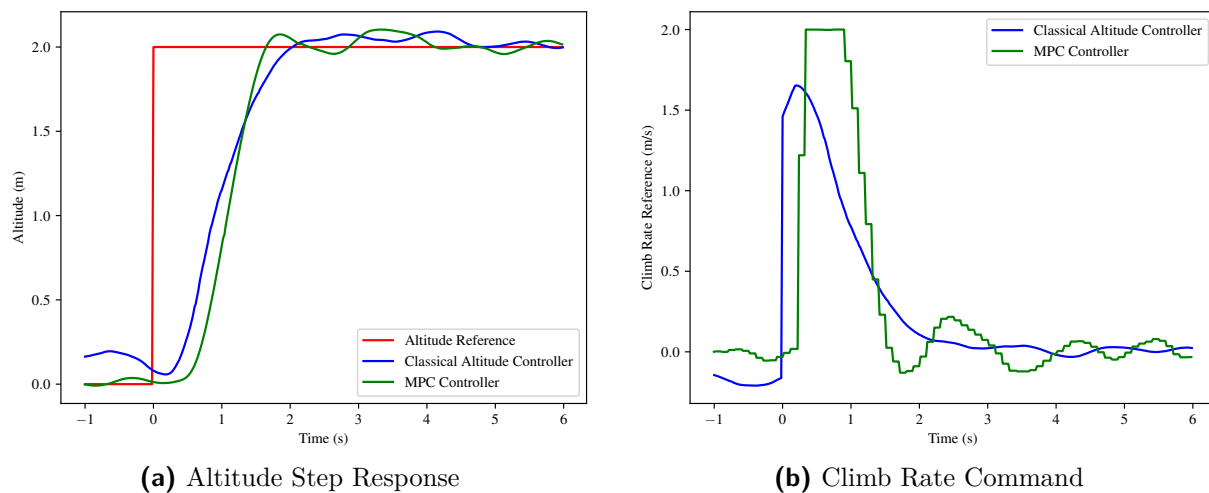 2.0
1.5
1.0
0.5
0.0
Altitude (m)
Altitude Reference
Classical Altitude Controller
MPC Controller
−1 0 1 2 3 4 5 6
Time (s)
(a) Altitude Step Response
2.0
1.5
1.0
0.5
0.0
Climb Rate Reference (m/s)
Classical Altitude Controller
MPC Controller
−1 0 1 2 3 4 5 6
Time (s)
(b) Climb Rate Command